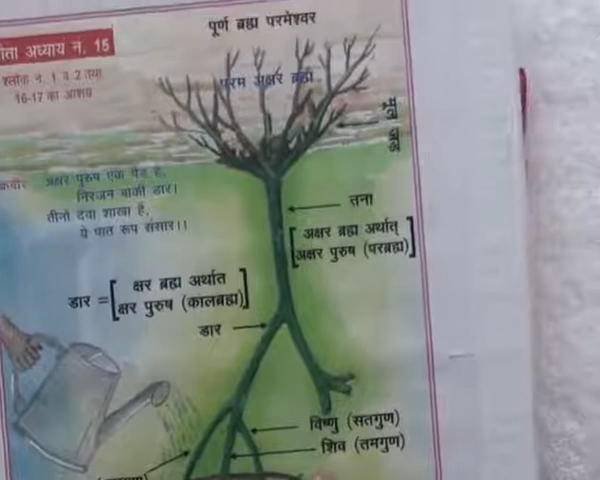 पूर्ण ब्रह्म परमेश्वर
ता अध्याय नं. 15
श्लोक नं. 1 व 2 तथा
16-17 का आशय
परम अक्षर ब्रह्म
मूल जड़
अक्षर पुरुष एक पेड़ है,
निरंजन वाकी डार।
तीनों देवा शाखा हैं,
ये पात रूप संसार।।
तना
[अक्षर ब्रह्म अर्थात्
अक्षर पुरुष (परब्रह्म)]
डार = [क्षर ब्रह्म अर्थात
क्षर पुरुष (कालब्रह्म)]
डार
विष्णु (सतगुण)
शिव (तमगुण)